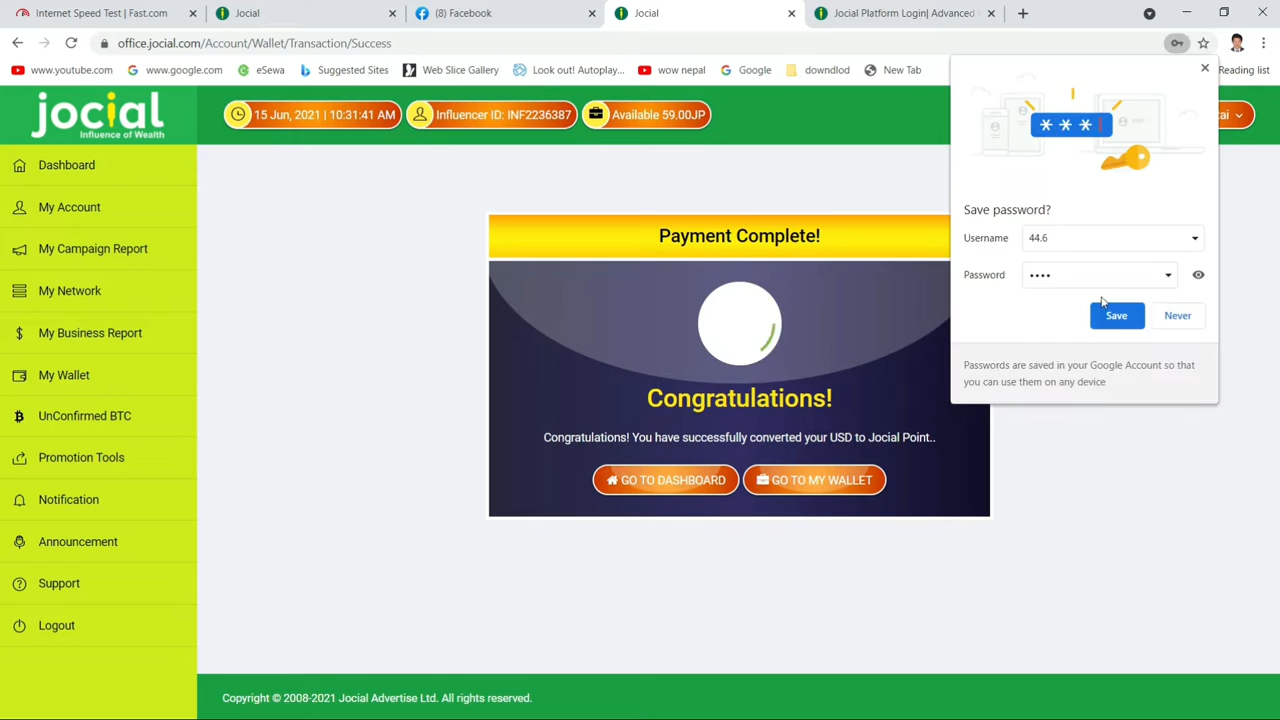 Internet Speed Test | Fast.com
Jocial
(8) Facebook
Jocial
Jocial Platform Login| Advanced
office.jocial.com/Account/Wallet/Transaction/Success
www.youtube.com
www.google.com
eSewa
Suggested Sites
Web Slice Gallery
Look out! Autoplay...
wow nepal
Google
downdlod
New Tab
Reading list
jocial
Influence of Wealth
15 Jun, 2021 | 10:31:41 AM
Influencer ID: INF2236387
Available 59.00JP
tai
Dashboard
My Account
My Campaign Report
My Network
My Business Report
My Wallet
UnConfirmed BTC
Promotion Tools
Notification
Announcement
Support
Logout
Payment Complete!
Congratulations!
Congratulations! You have successfully converted your USD to Jocial Point..
GO TO DASHBOARD
GO TO MY WALLET
Save password?
Username 44.6
Password ••••
Save
Never
Passwords are saved in your Google Account so that
you can use them on any device
Copyright © 2008-2021 Jocial Advertise Ltd. All rights reserved.